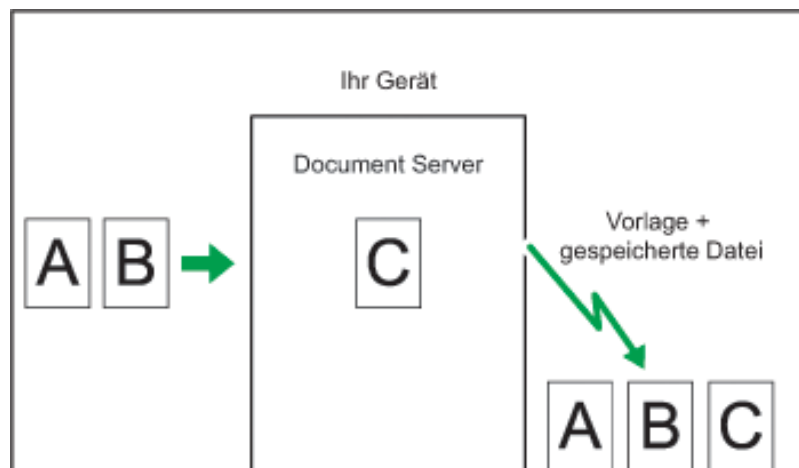 Ihr Gerät
Document Server
A B
C
Vorlage +
gespeicherte Datei
A B C